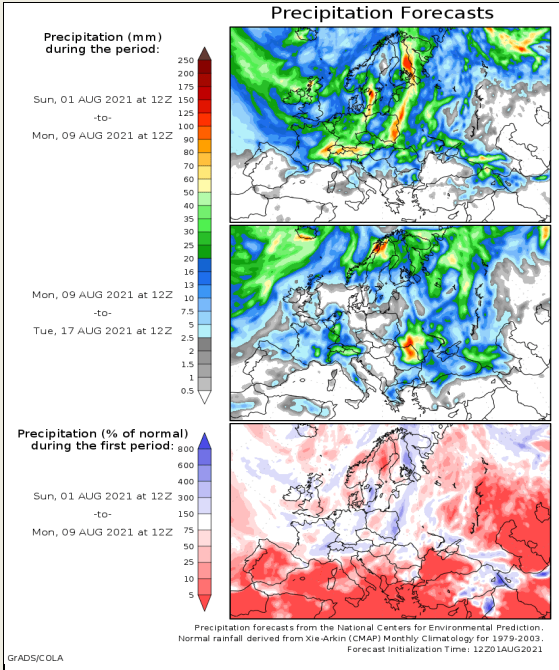 Precipitation Forecasts
Precipitation (mm)
during the period:
Sun, 01 AUG 2021 at 12Z
-to-
Mon, 09 AUG 2021 at 12Z
250
200
175
150
125
100
90
80
70
60
50
40
35
30
25
20
16
13
10
7.5
5
2.5
2
1.5
1
0.5
Mon, 09 AUG 2021 at 12Z
-to-
Tue, 17 AUG 2021 at 12Z
Precipitation (% of normal)
during the first period:
Sun, 01 AUG 2021 at 12Z
-to-
Mon, 09 AUG 2021 at 12Z
800
600
400
300
150
75
50
25
10
5
Precipitation forecasts from the National Centers for Environmental Prediction.
Normal rainfall derived from Xie-Arkin (CMAP) Monthly Climatology for 1979-2003.
Forecast Initialization Time: 12Z01AUG2021
GrADS/COLA